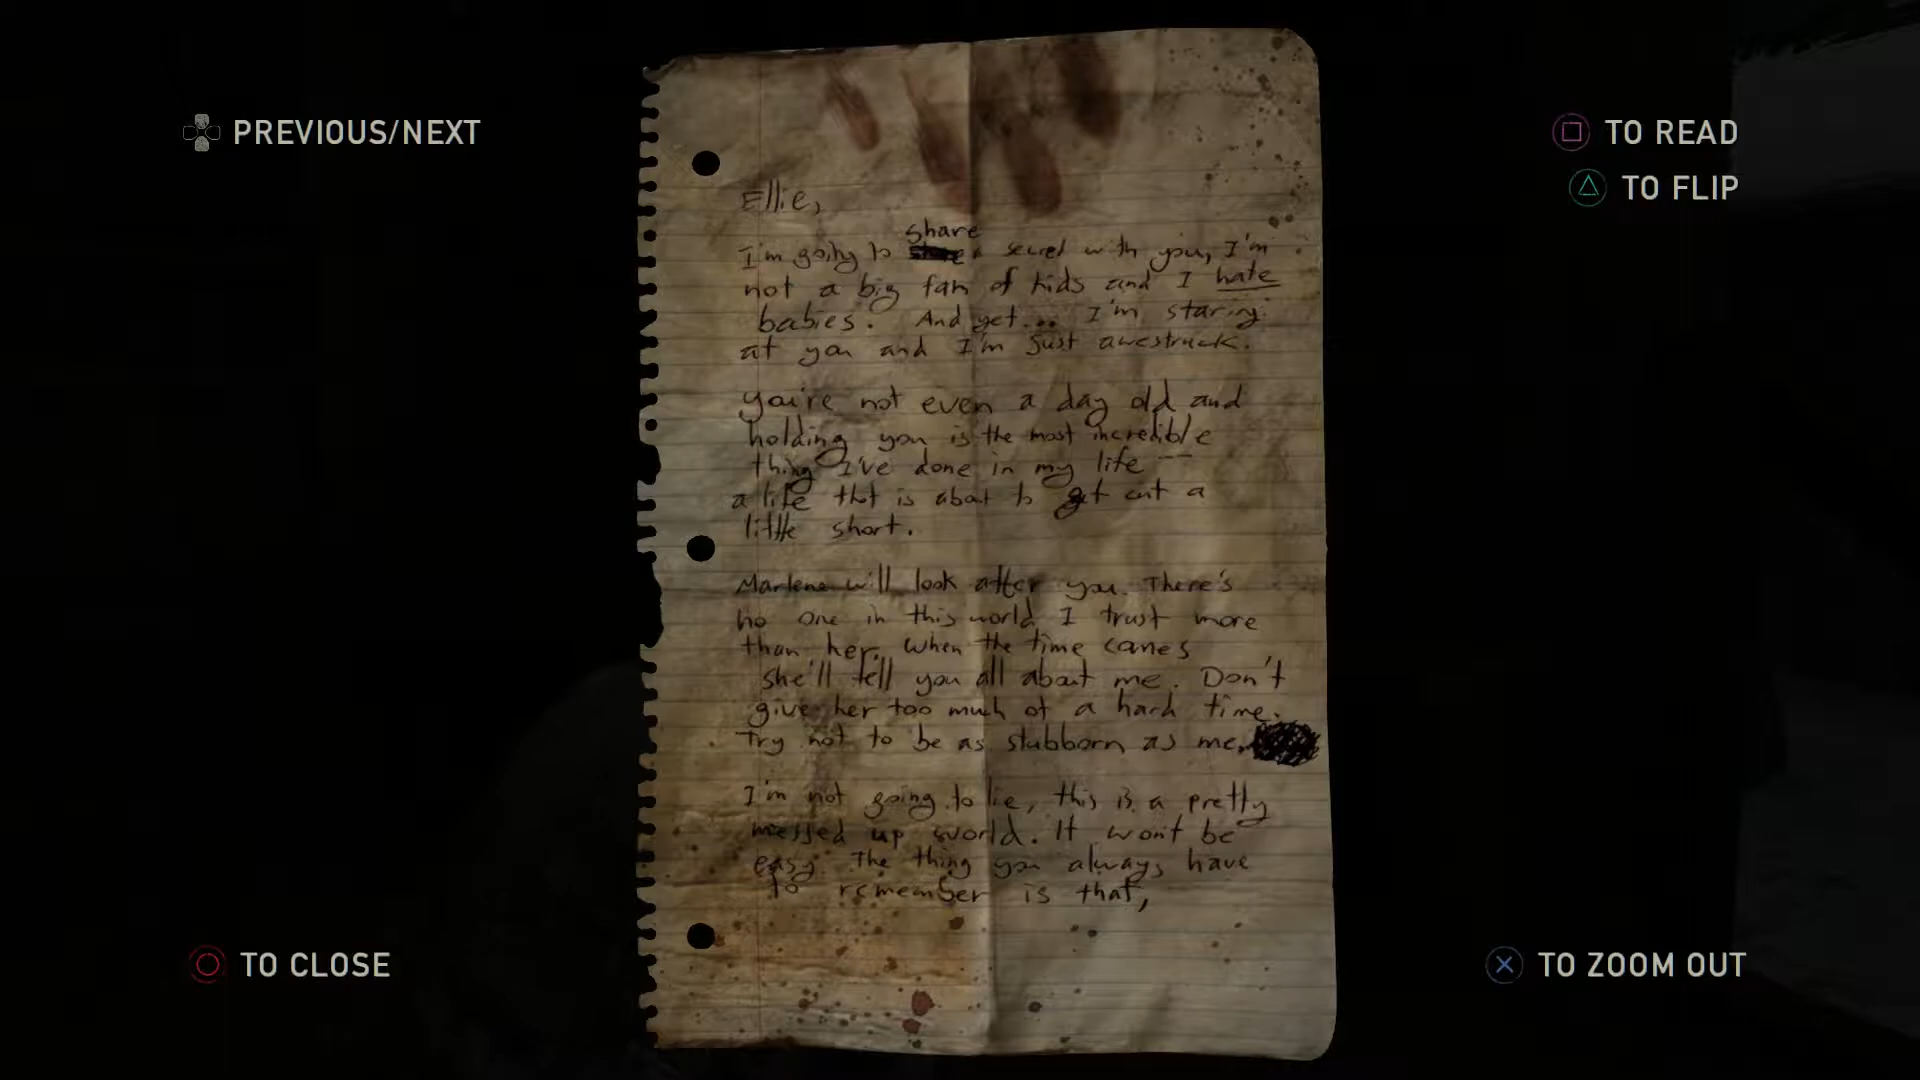 PREVIOUS/NEXT
TO READ
TO FLIP
Ellie,
share
I'm going to a secret with you, I'm
not a big fan of kids and I hate
babies. And yet... I'm staring
at you and I'm just awestruck.
you're not even a day old and
holding you is the most incredible
thing I've done in my life --
a life that is about to get cut a
little short.
Marlene will look after you. There's
no one in this world I trust more
than her. When the time comes
she'll tell you all about me. Don't
give her too much of a hard time.
Try not to be as stubborn as me.
I'm not going to lie, this is a pretty
messed up world. It won't be
easy. The thing you always have
to remember is that,
TO CLOSE
TO ZOOM OUT